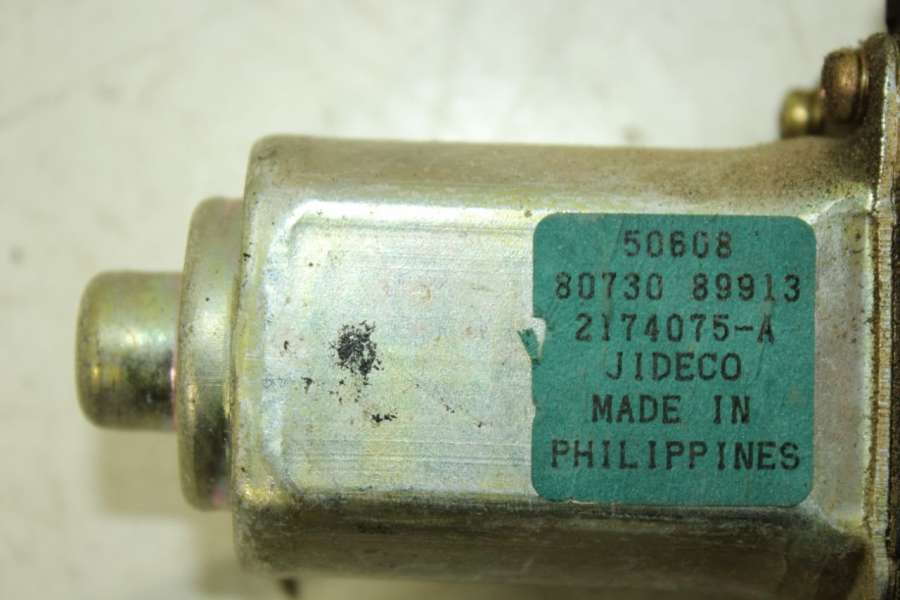 50608
80730 89913
2174075-A
JIDECO
MADE IN
PHILIPPINES